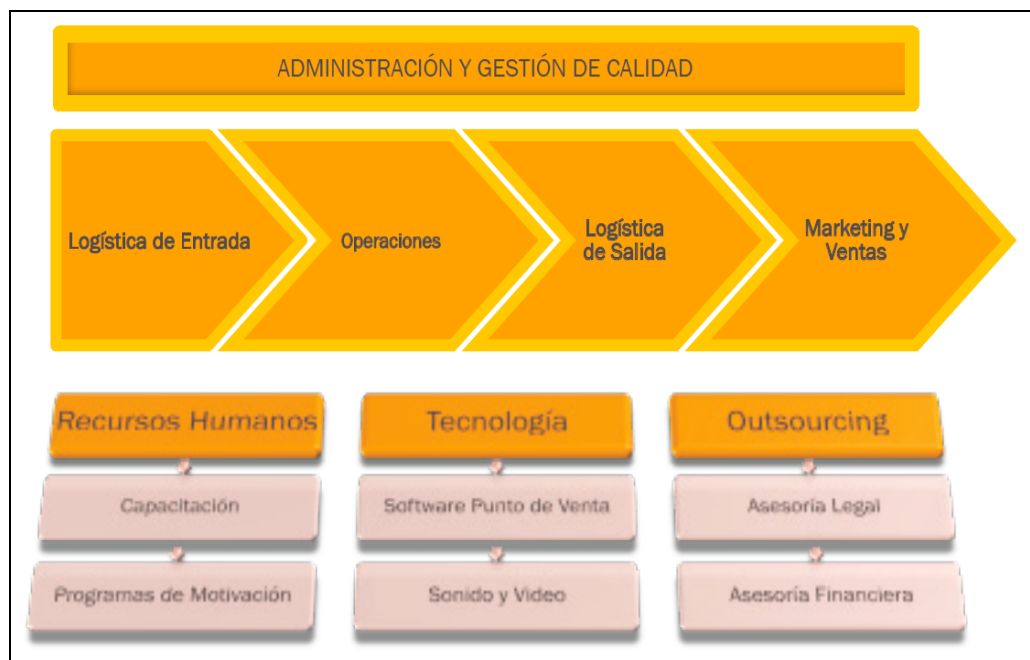 ADMINISTRACIÓN Y GESTIÓN DE CALIDAD
Logística de Entrada
Operaciones
Logística
de Salida
Marketing y
Ventas
Recursos Humanos
Capacitación
Programas de Motivación
Tecnología
Software Punto de Venta
Sonido y Video
Outsourcing
Asesoría Legal
Asesoría Financiera